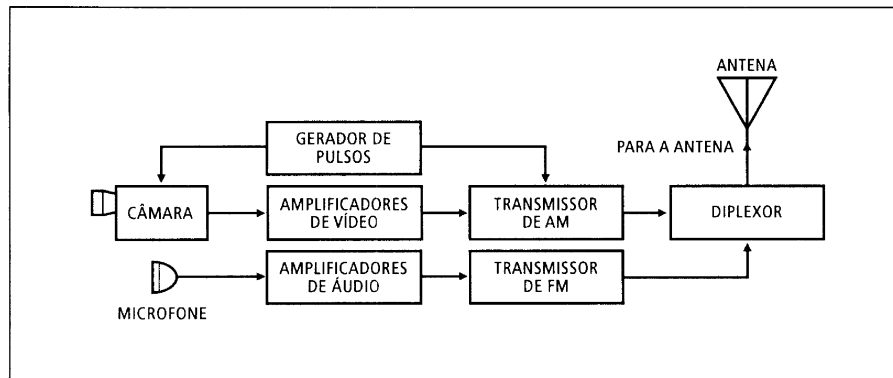 ANTENA
GERADOR DE
PULSOS
PARA A ANTENA
CÂMARA
AMPLIFICADORES
DE VÍDEO
TRANSMISSOR
DE AM
DIPLEXOR
AMPLIFICADORES
DE ÁUDIO
TRANSMISSOR
DE FM
MICROFONE